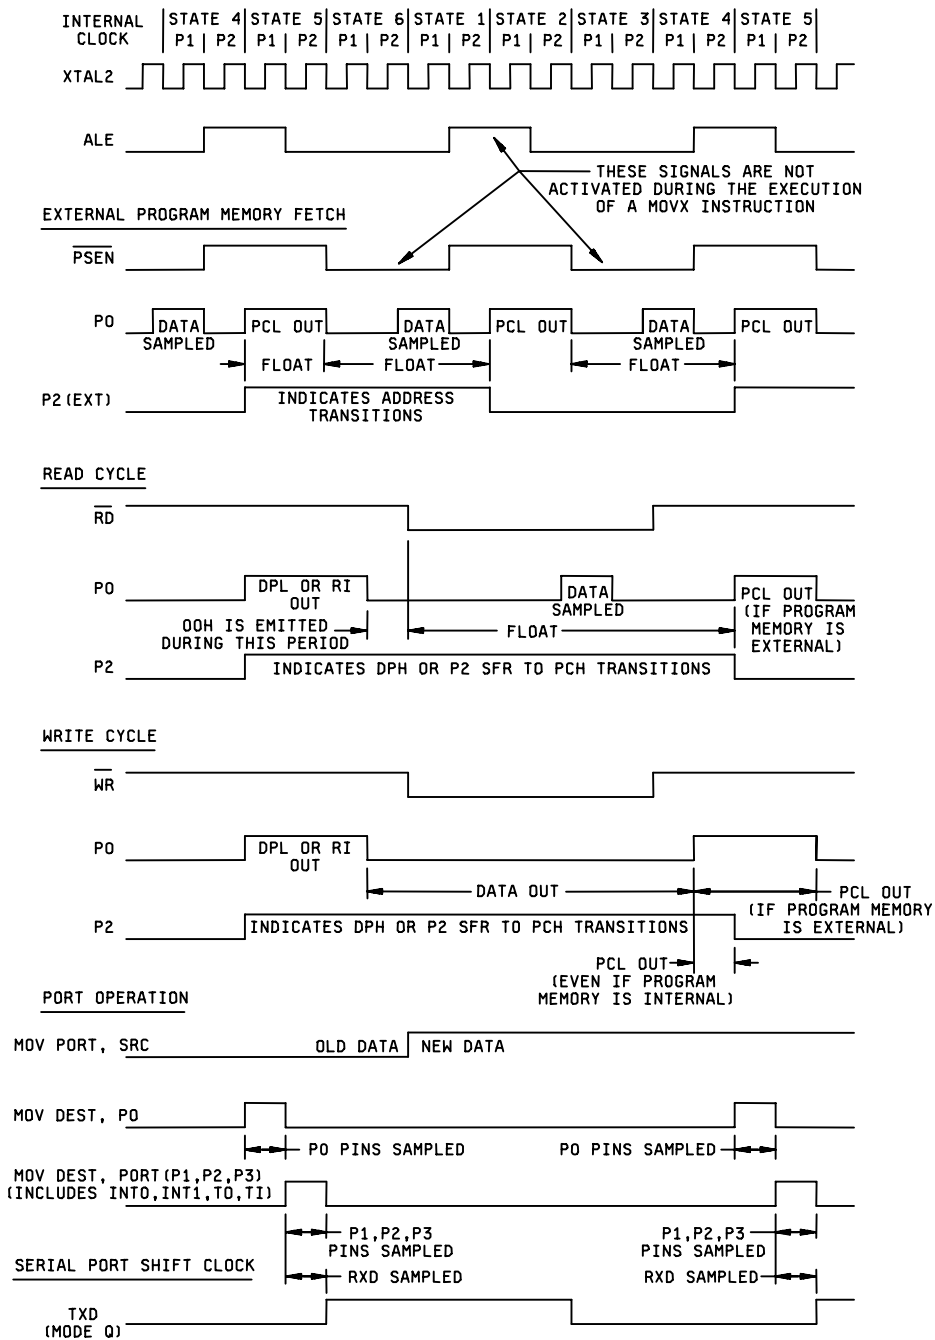 INTERNAL CLOCK
STATE 4 STATE 5 STATE 6 STATE 1 STATE 2 STATE 3 STATE 4 STATE 5
P1 P2 P1 P2 P1 P2 P1 P2 P1 P2 P1 P2 P1 P2 P1 P2
XTAL2
ALE
THESE SIGNALS ARE NOT
ACTIVATED DURING THE EXECUTION
OF A MOVX INSTRUCTION
EXTERNAL PROGRAM MEMORY FETCH
PSEN
P0
DATA SAMPLED
PCL OUT
DATA SAMPLED
PCL OUT
DATA SAMPLED
PCL OUT
FLOAT
FLOAT
FLOAT
P2(EXT)
INDICATES ADDRESS
TRANSITIONS
READ CYCLE
RD
P0
DPL OR RI
OUT
DATA
SAMPLED
PCL OUT
(IF PROGRAM
MEMORY IS
EXTERNAL)
00H IS EMITTED
DURING THIS PERIOD
FLOAT
P2
INDICATES DPH OR P2 SFR TO PCH TRANSITIONS
WRITE CYCLE
WR
P0
DPL OR RI
OUT
DATA OUT
PCL OUT
(IF PROGRAM MEMORY
IS EXTERNAL)
P2
INDICATES DPH OR P2 SFR TO PCH TRANSITIONS
PCL OUT
(EVEN IF PROGRAM
MEMORY IS INTERNAL)
PORT OPERATION
MOV PORT, SRC
OLD DATA
NEW DATA
MOV DEST, P0
P0 PINS SAMPLED
P0 PINS SAMPLED
MOV DEST, PORT(P1,P2,P3)
(INCLUDES INT0,INT1,T0,TI)
P1,P2,P3
PINS SAMPLED
P1,P2,P3
PINS SAMPLED
SERIAL PORT SHIFT CLOCK
RXD SAMPLED
RXD SAMPLED
TXD
(MODE Q)